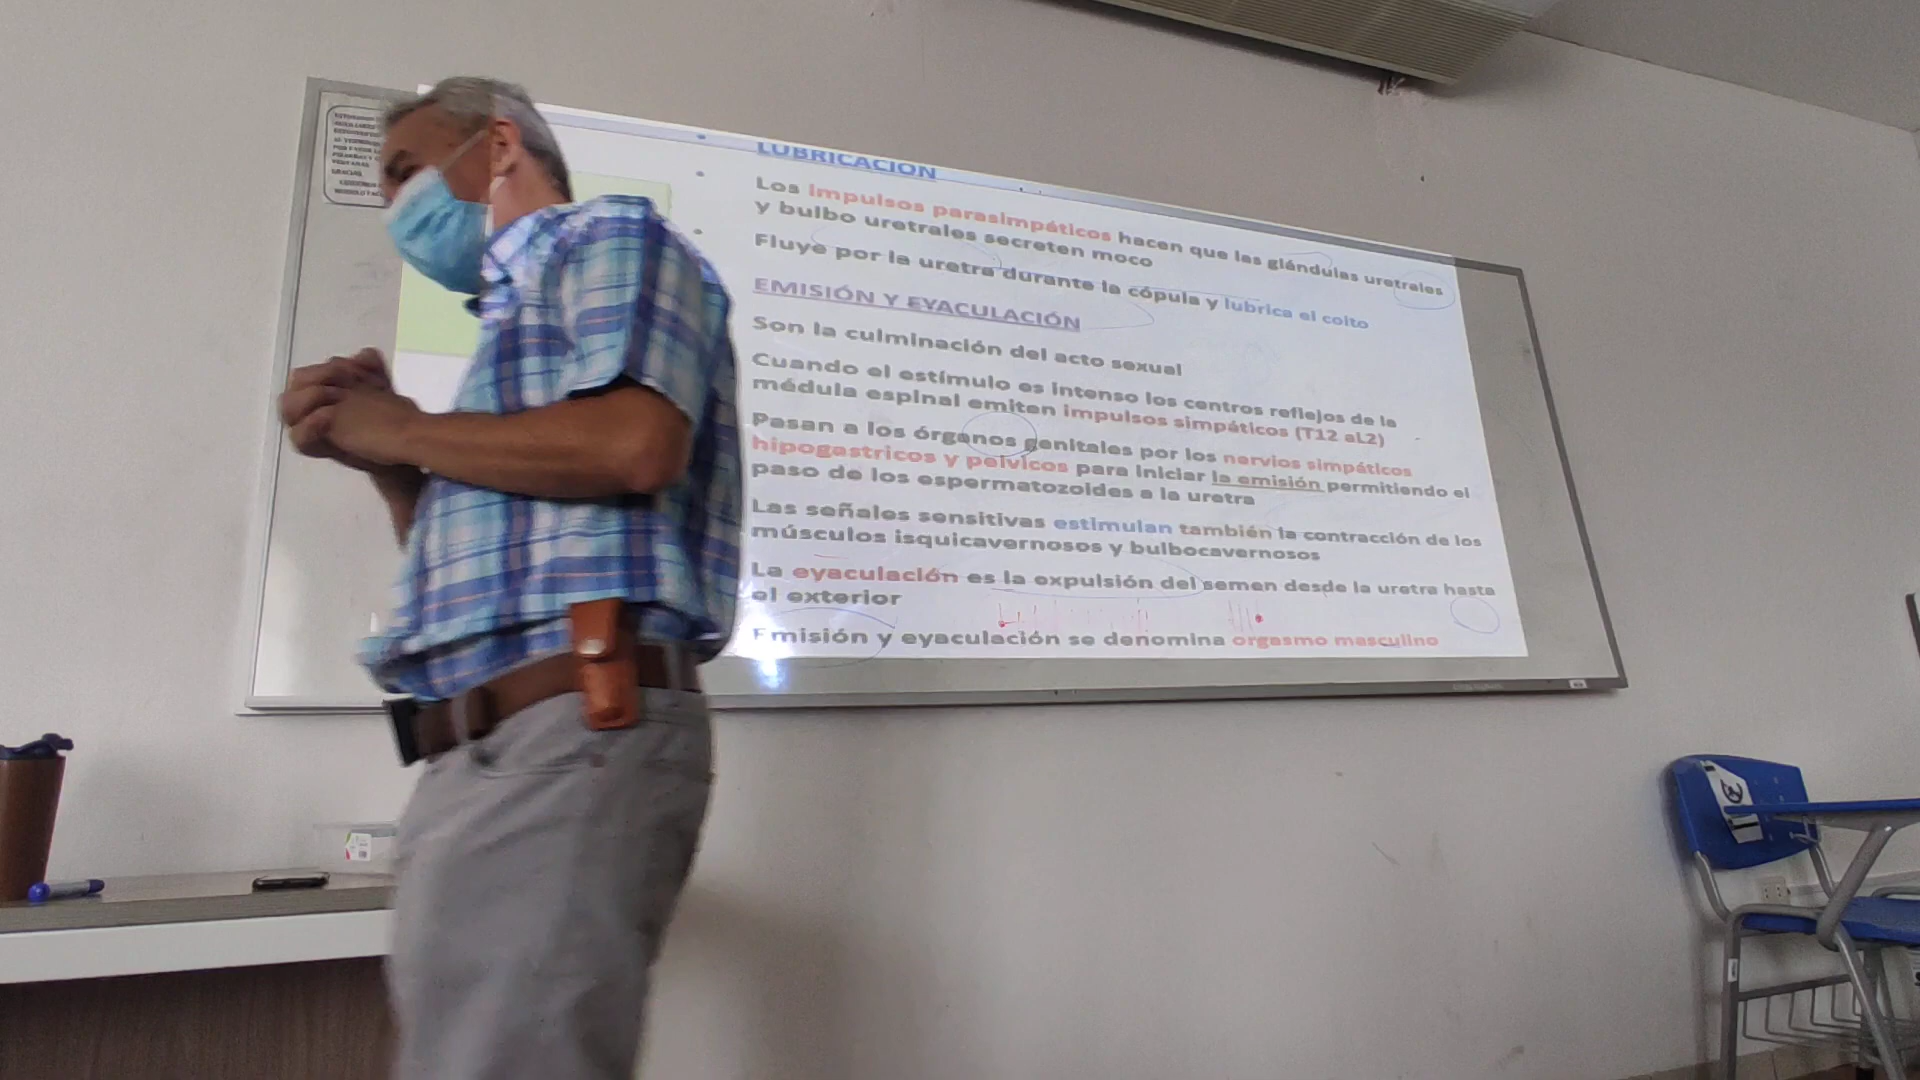 LUBRICACION
Los impulsos parasimpáticos hacen que las glándulas uretrales
y bulbo uretrales secreten moco
Fluye por la uretra durante la cópula y lubrica el coito
EMISIÓN Y EYACULACIÓN
Son la culminación del acto sexual
Cuando el estímulo es intenso los centros reflejos de la
médula espinal emiten impulsos simpáticos (T12 aL2)
Pasan a los órganos genitales por los nervios simpáticos
hipogastricos y pelvicos para iniciar la emisión permitiendo el
paso de los espermatozoides a la uretra
Las señales sensitivas estimulan también la contracción de los
músculos isquicavernosos y bulbocavernosos
La eyaculación es la expulsión del semen desde la uretra hasta
el exterior
Emisión y eyaculación se denomina orgasmo masculino